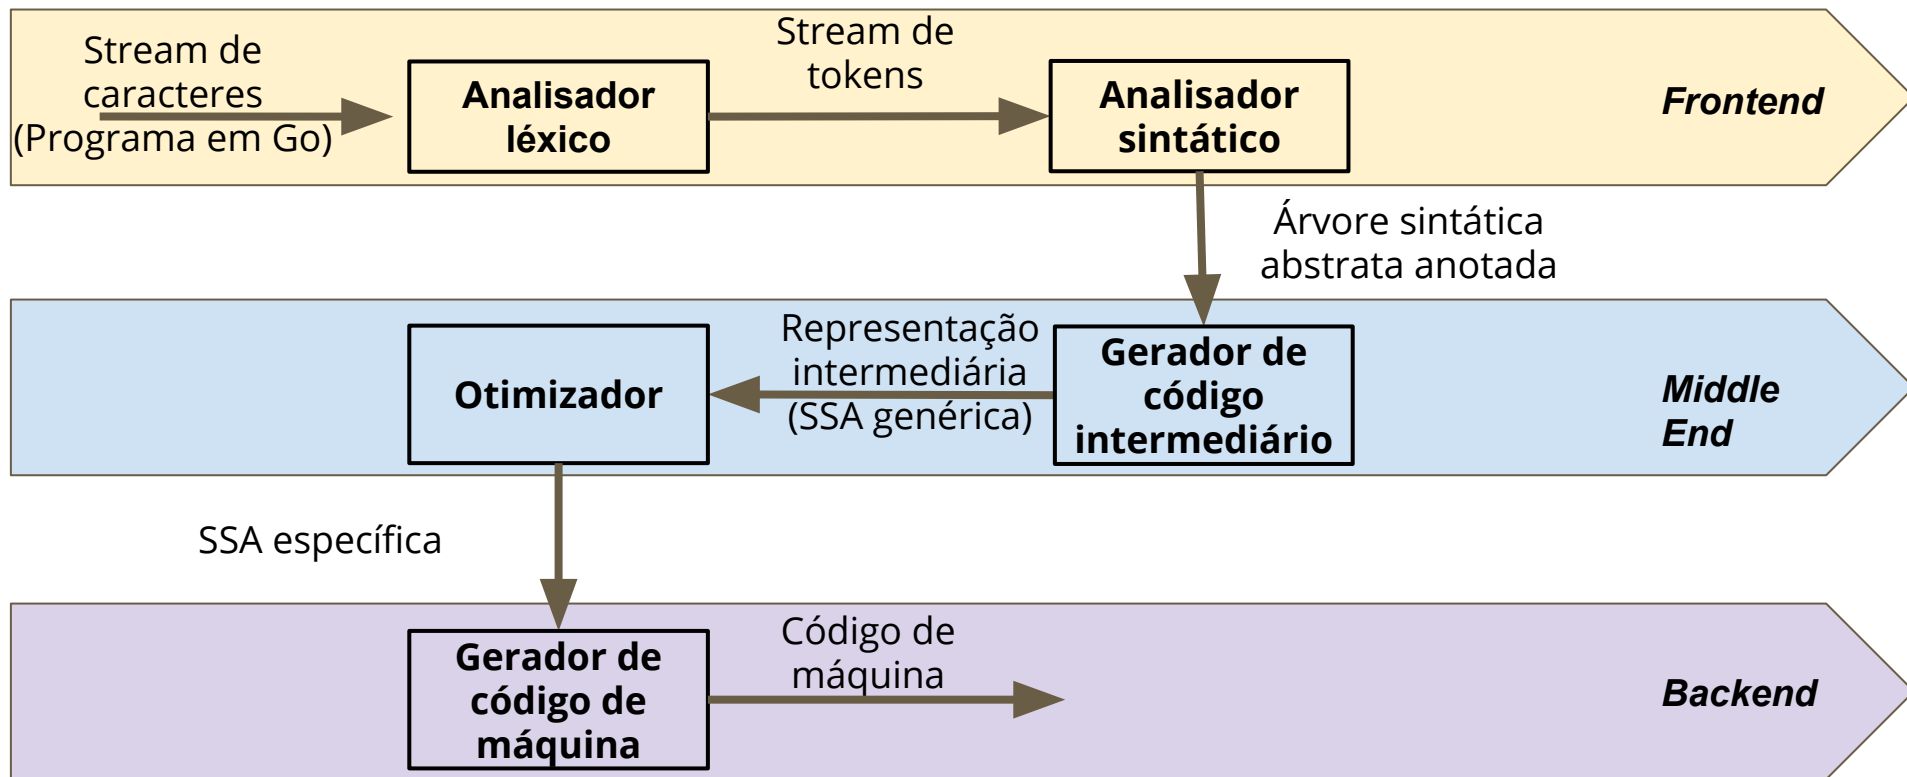 Stream de
caracteres
(Programa em Go)
Analisador
léxico
Stream de
tokens
Analisador
sintático
Frontend
Árvore sintática
abstrata anotada
Otimizador
Representação
intermediária
(SSA genérica)
Gerador de
código
intermediário
Middle
End
SSA específica
Gerador de
código de
máquina
Código de
máquina
Backend